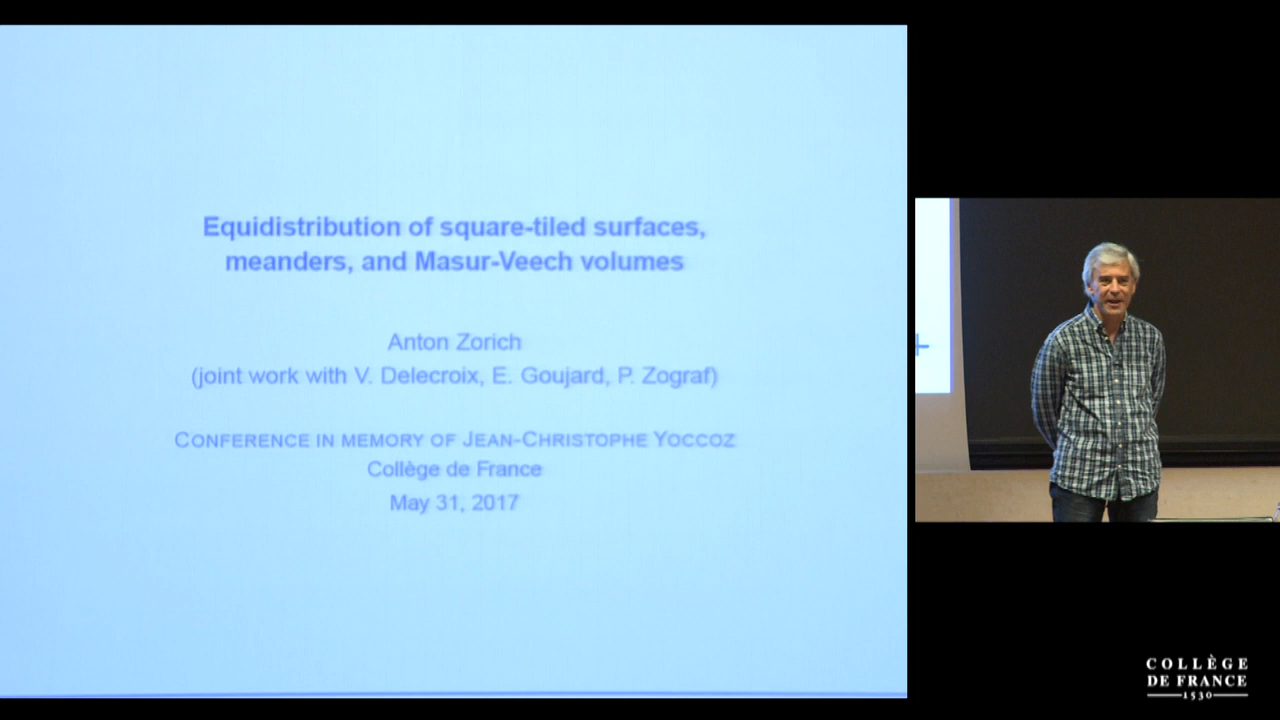 Equidistribution of square-tiled surfaces,
meanders, and Masur-Veech volumes
Anton Zorich
(joint work with V. Delecroix, E. Goujard, P. Zograf)
CONFERENCE IN MEMORY OF JEAN-CHRISTOPHE YOCCOZ
Collège de France
May 31, 2017
COLLÈGE
DE FRANCE
1530